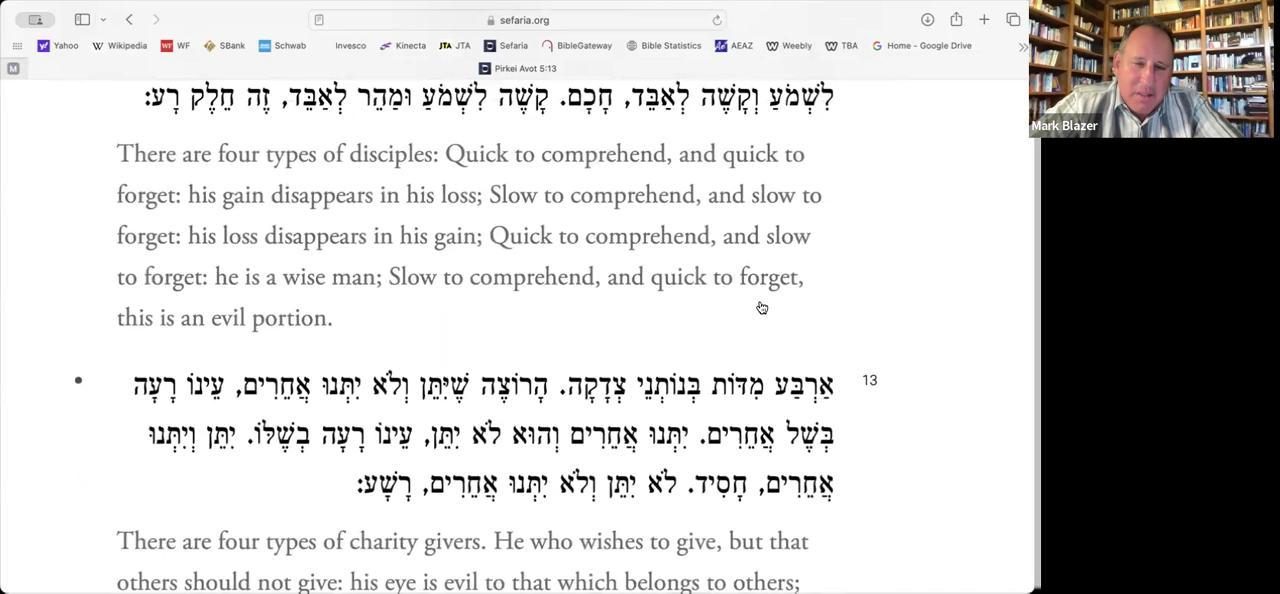 sefaria.org
Yahoo Wikipedia WF SBank Schwab Invesco Kinecta JTA JTA Sefaria BibleGateway Bible Statistics AEAZ Weebly TBA Home - Google Drive
M Pirkei Avot 5:13
Mark Blazer
לִשְׁמֹעַ וְקָשֶׁה לְאַבֵּד, חָכָם. קָשֶׁה לִשְׁמֹעַ וּמַהֵר לְאַבֵּד, זֶה חֵלֶק רָע:
There are four types of disciples: Quick to comprehend, and quick to
forget: his gain disappears in his loss; Slow to comprehend, and slow to
forget: his loss disappears in his gain; Quick to comprehend, and slow
to forget: he is a wise man; Slow to comprehend, and quick to forget,
this is an evil portion.
13
אַרְבַּע מִדּוֹת בְּנוֹתְנֵי צְדָקָה. הָרוֹצֶה שֶׁיִּתֵּן וְלֹא יִתְּנוּ אֲחֵרִים, עֵינוֹ רָעָה
בְּשֶׁל אֲחֵרִים. יִתְּנוּ אֲחֵרִים וְהוּא לֹא יִתֵּן, עֵינוֹ רָעָה בְשֶׁלּוֹ. יִתֵּן וְיִתְּנוּ
אֲחֵרִים, חָסִיד. לֹא יִתֵּן וְלֹא יִתְּנוּ אֲחֵרִים, רָשָׁע:
There are four types of charity givers. He who wishes to give, but that
others should not give: his eye is evil to that which belongs to others;